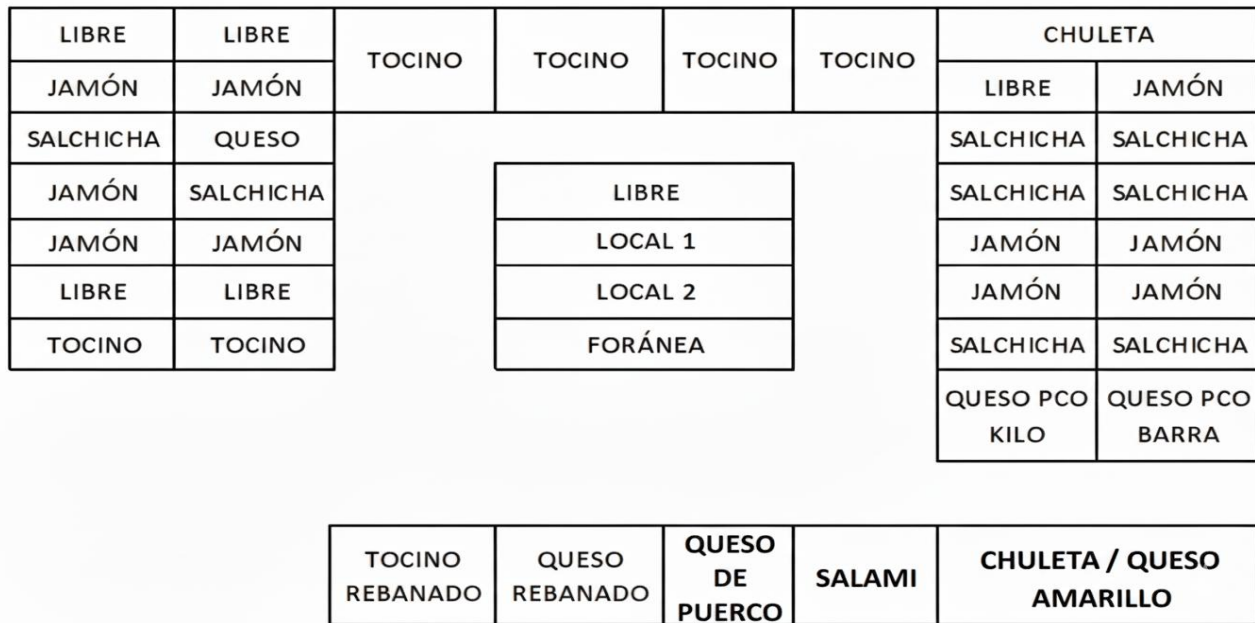 LIBRE LIBRE TOCINO TOCINO TOCINO TOCINO CHULETA
JAMÓN JAMÓN LIBRE JAMÓN
SALCHICHA QUESO SALCHICHA SALCHICHA
JAMÓN SALCHICHA LIBRE SALCHICHA SALCHICHA
JAMÓN JAMÓN LOCAL 1 JAMÓN JAMÓN
LIBRE LIBRE LOCAL 2 JAMÓN JAMÓN
TOCINO TOCINO FORÁNEA SALCHICHA SALCHICHA
QUESO PCO QUESO PCO
KILO BARRA
TOCINO QUESO QUESO SALAMI CHULETA / QUESO
REBANADO REBANADO DE AMARILLO
PUERCO